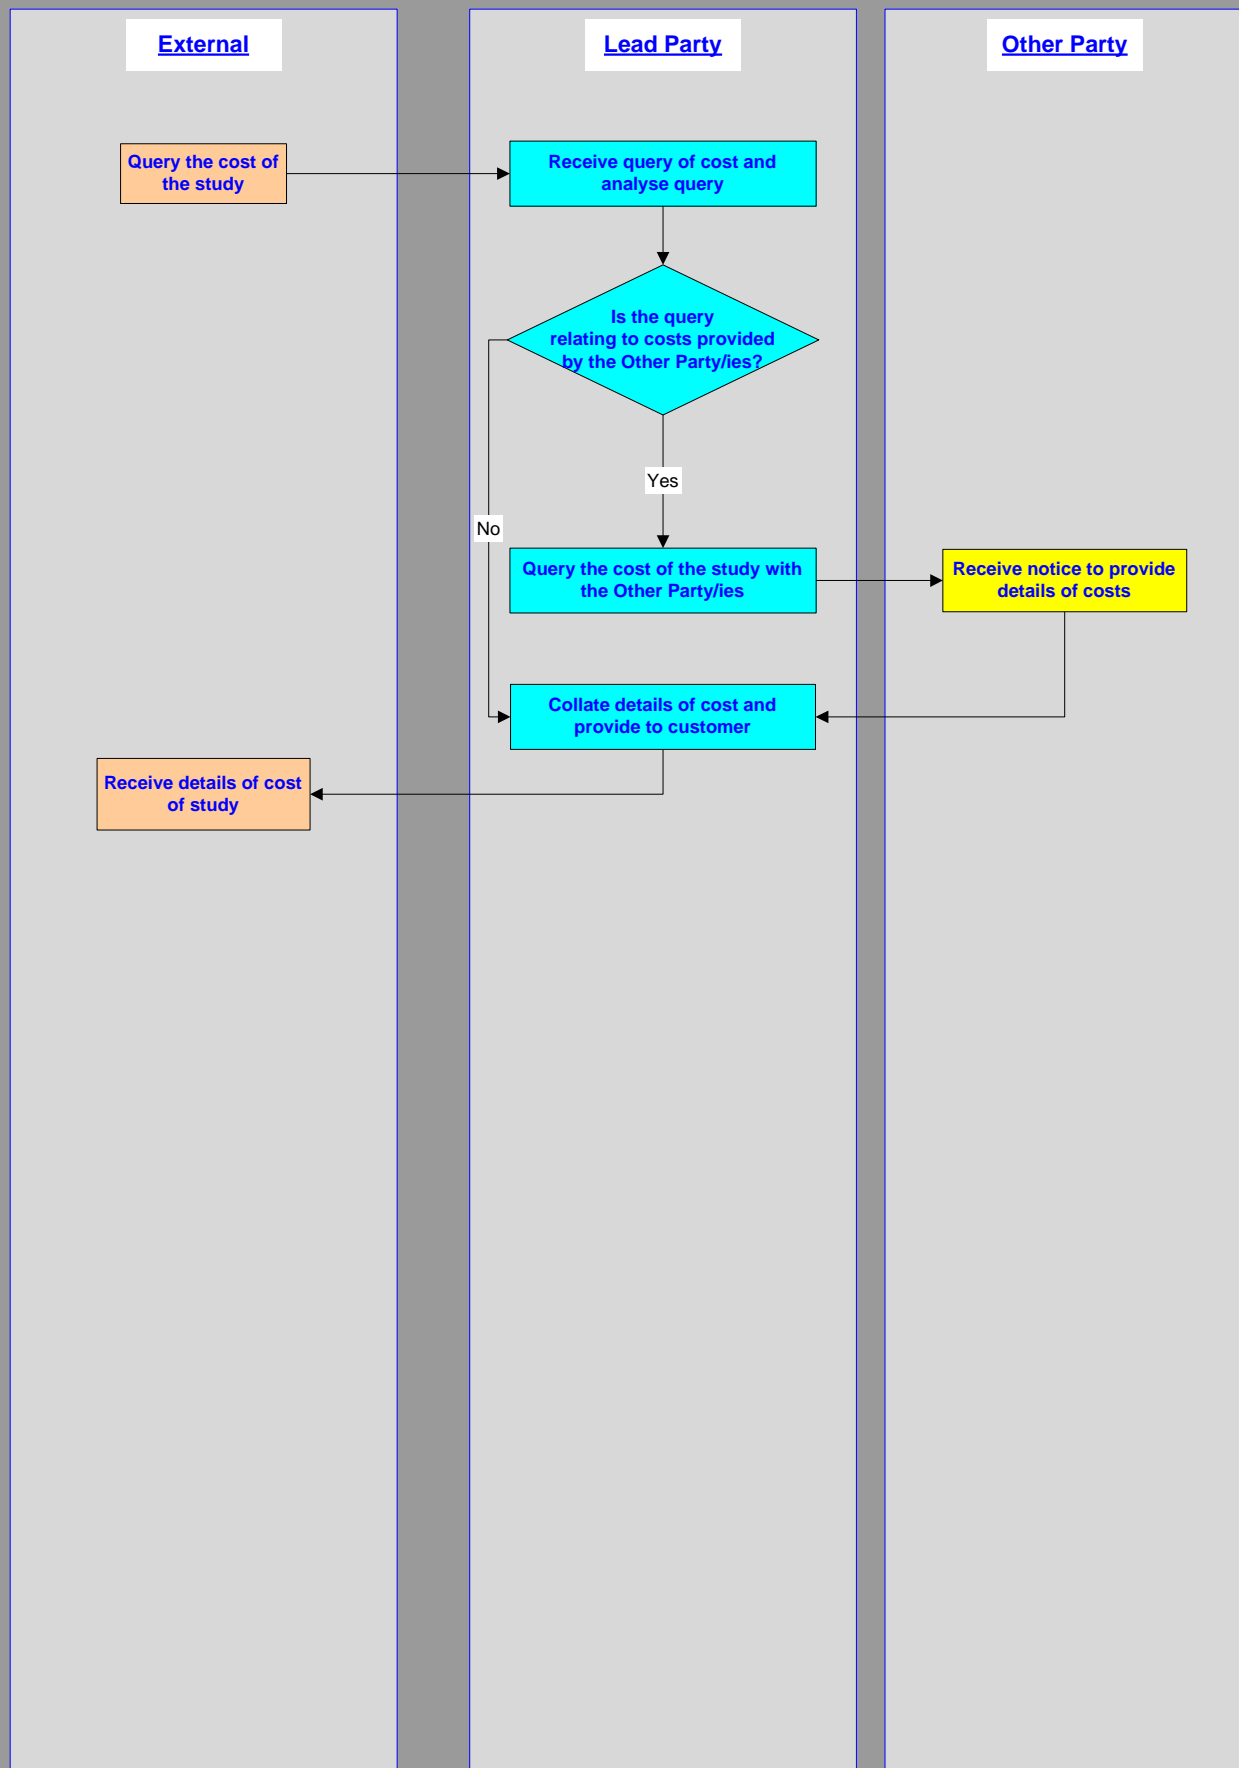 External
Lead Party
Other Party
Query the cost of
the study
Receive query of cost and
analyse query
Is the query
relating to costs provided
by the Other Party/ies?
Yes
No
Query the cost of the study with
the Other Party/ies
Receive notice to provide
details of costs
Collate details of cost and
provide to customer
Receive details of cost
of study